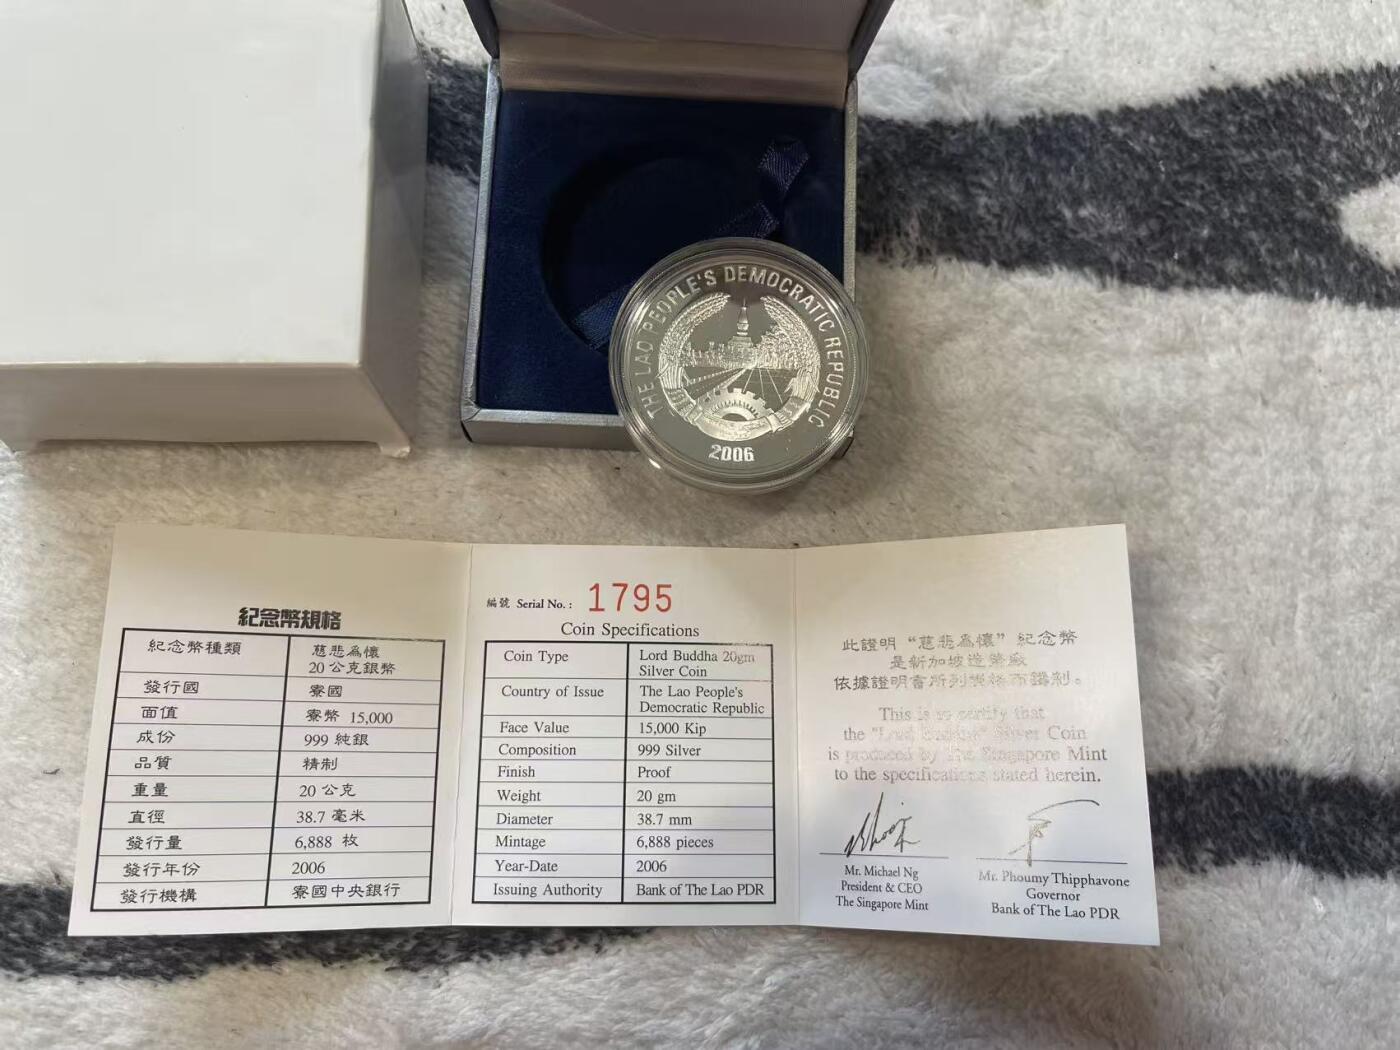 THE LAO PEOPLE'S DEMOCRATIC REPUBLIC
2006
紀念幣規格
紀念幣種類 慈悲為懷
20 公克銀幣
發行國 寮國
面值 寮幣 15,000
成份 999 純銀
品質 精制
重量 20 公克
直徑 38.7 毫米
發行量 6,888 枚
發行年份 2006
發行機構 寮國中央銀行
編號 Serial No. : 1795
Coin Specifications
Coin Type Lord Buddha 20gm
Silver Coin
Country of Issue The Lao People's
Democratic Republic
Face Value 15,000 Kip
Composition 999 Silver
Finish Proof
Weight 20 gm
Diameter 38.7 mm
Mintage 6,888 pieces
Year-Date 2006
Issuing Authority Bank of The Lao PDR
此證明 “慈悲為懷” 紀念幣
是新加坡造幣廠
依據證明書所列規格而鑄制。
This is to certify that
the "Lord Buddha" Silver Coin
is produced by The Singapore Mint
to the specifications stated herein.
Mr. Michael Ng
President & CEO
The Singapore Mint
Mr. Phoumy Thipphavone
Governor
Bank of The Lao PDR